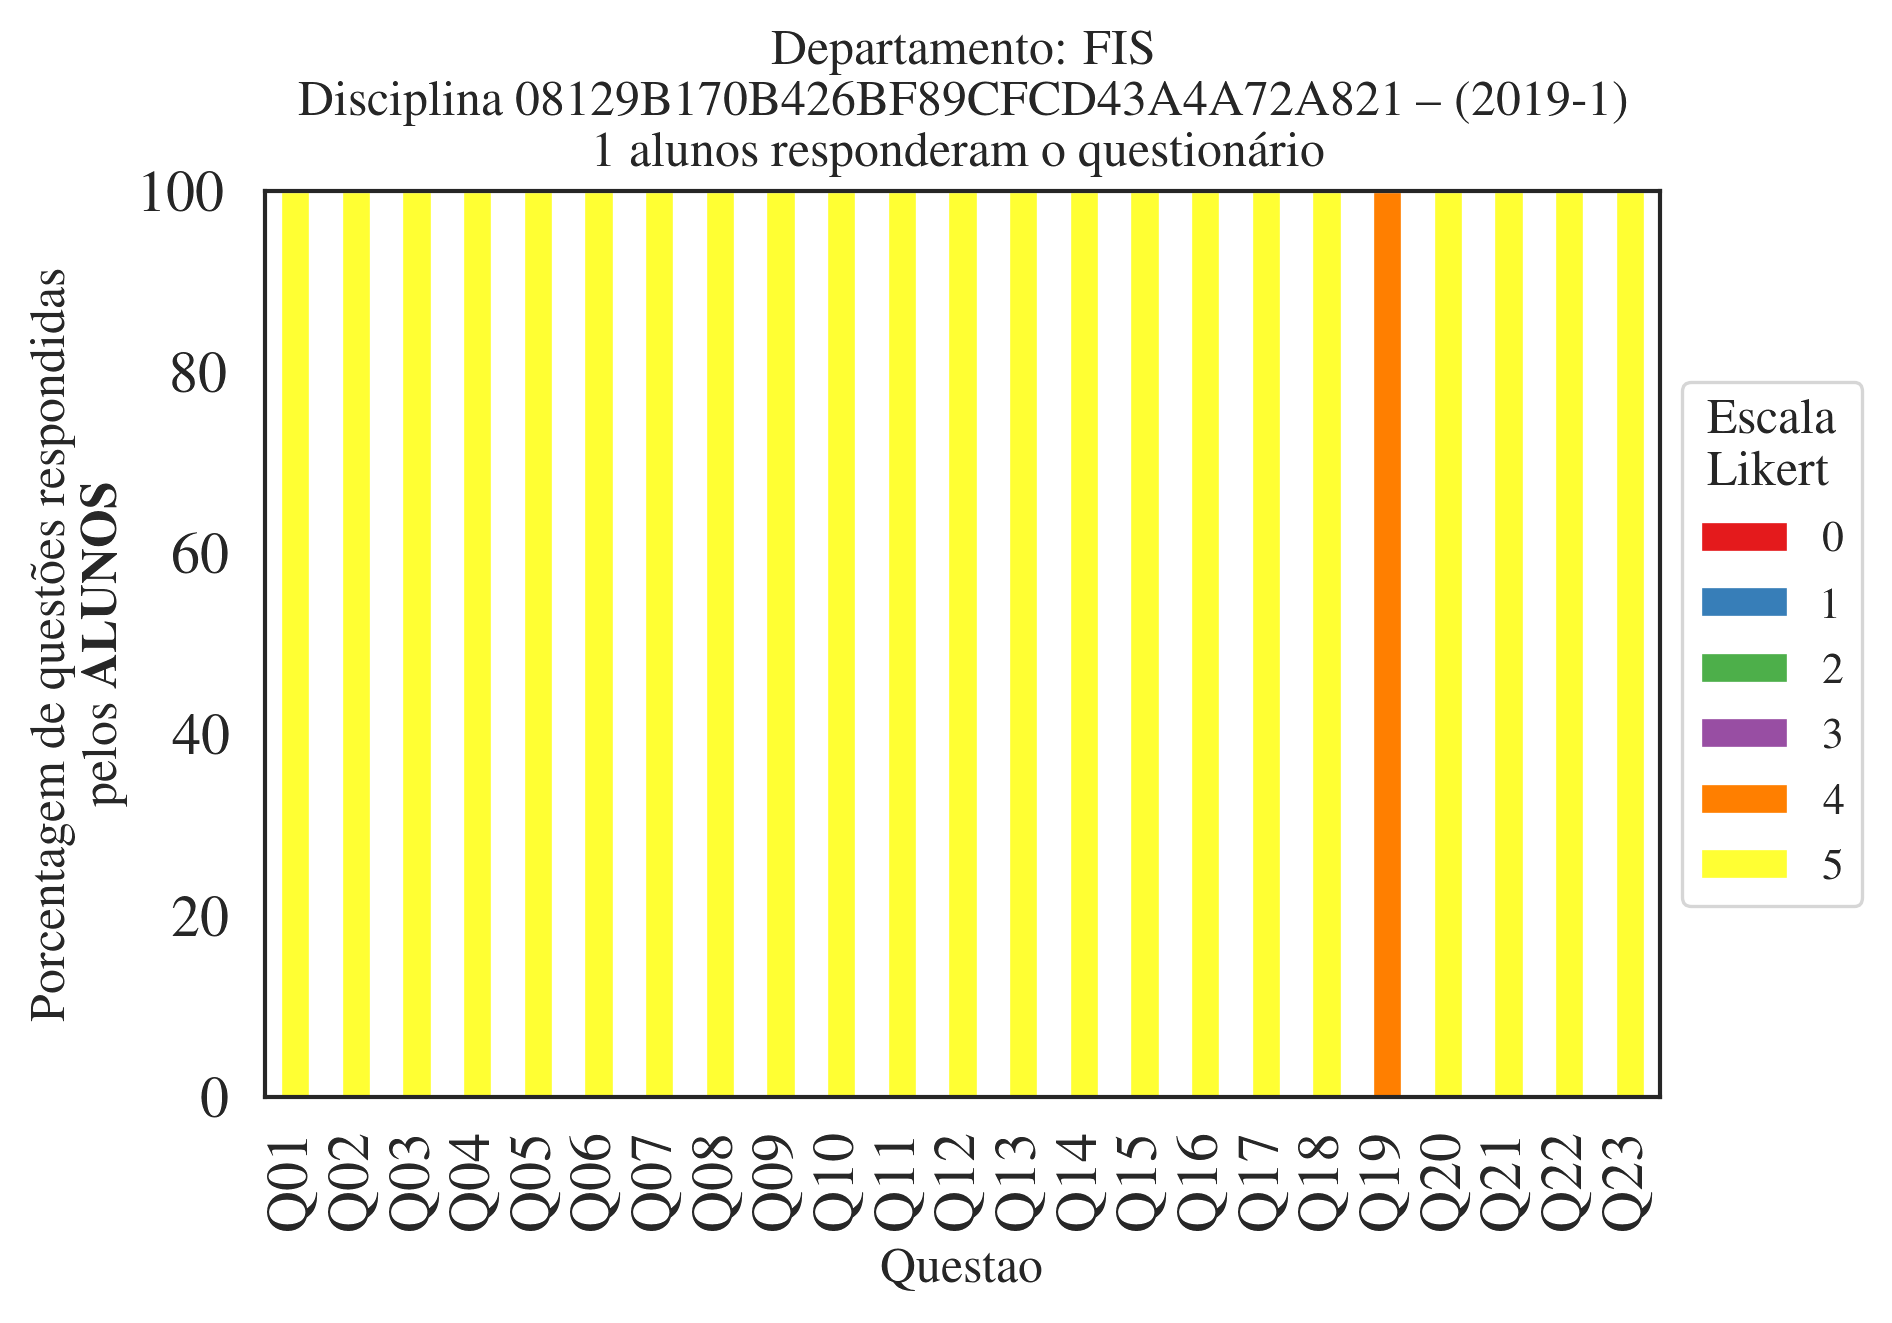 Departamento: FIS
Disciplina 08129B170B426BF89CFCD43A4A72A821 – (2019-1)
1 alunos responderam o questionário
Porcentagem de questões respondidas
pelos ALUNOS
100
80
60
40
20
0
Q01 Q02 Q03 Q04 Q05 Q06 Q07 Q08 Q09 Q10 Q11 Q12 Q13 Q14 Q15 Q16 Q17 Q18 Q19 Q20 Q21 Q22 Q23
Questao
Escala
Likert
0
1
2
3
4
5